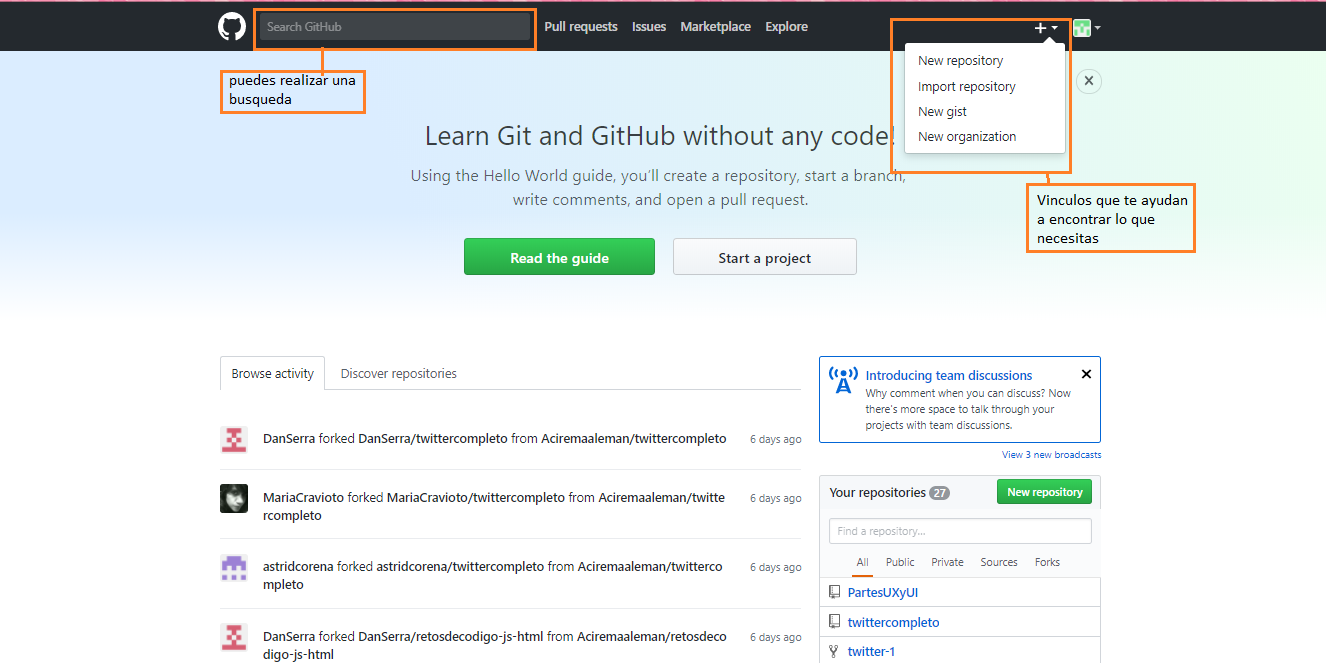 Search GitHub
Pull requests
Issues
Marketplace
Explore
puedes realizar una
busqueda
New repository
Import repository
New gist
New organization
Vinculos que te ayudan
a encontrar lo que
necesitas
Learn Git and GitHub without any code!
Using the Hello World guide, you’ll create a repository, start a branch,
write comments, and open a pull request.
Read the guide
Start a project
Browse activity
Discover repositories
DanSerra forked DanSerra/twittercompleto from Aciremaaleman/twittercompleto
6 days ago
MariaCravioto forked MariaCravioto/twittercompleto from Aciremaaleman/twitte
rcompleto
6 days ago
astridcorena forked astridcorena/twittercompleto from Aciremaaleman/twitterco
mpleto
6 days ago
DanSerra forked DanSerra/retosdecodigo-js-html from Aciremaaleman/retosdeco
digo-js-html
6 days ago
Introducing team discussions
Why comment when you can discuss? Now
there's more space to talk through your
projects with team discussions.
View 3 new broadcasts
Your repositories 27
New repository
Find a repository...
All
Public
Private
Sources
Forks
PartesUXyUI
twittercompleto
twitter-1